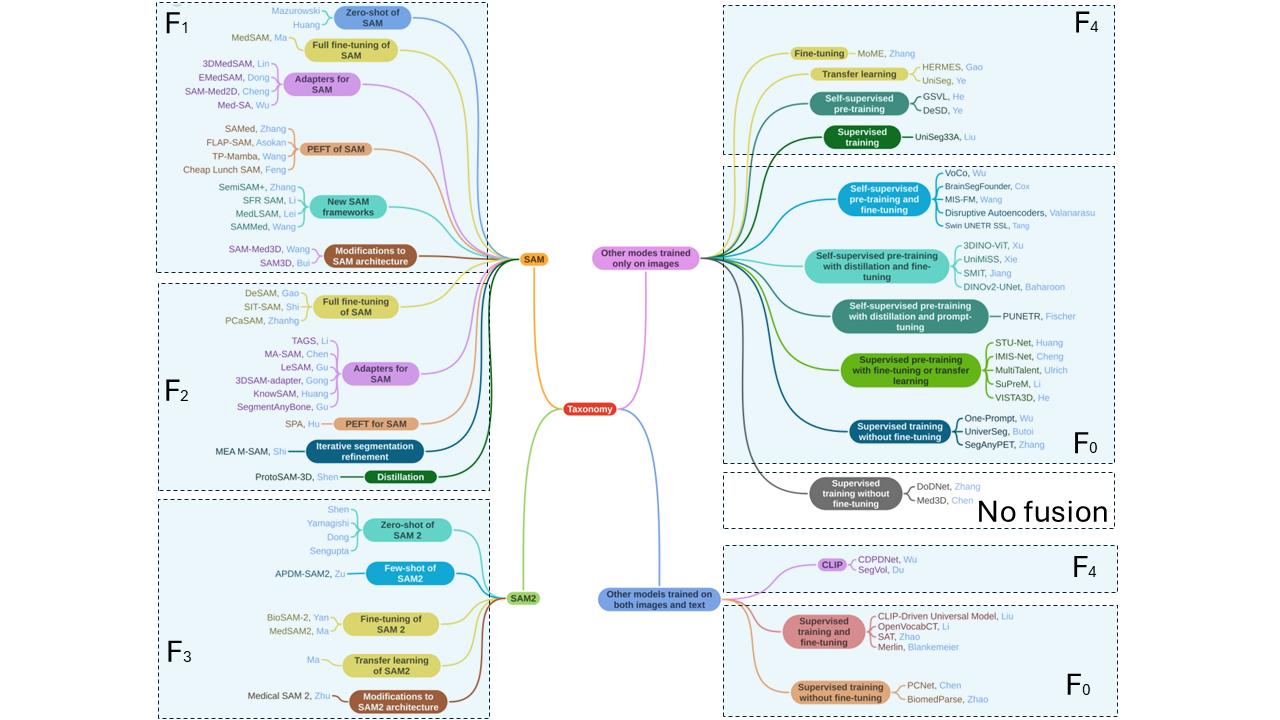 F1
Mazurowski
Huang
Zero-shot of
SAM
MedSAM, Ma
Full fine-tuning of
SAM
3DMedSAM, Lin
EMedSAM, Dong
SAM-Med2D, Cheng
Med-SA, Wu
Adapters for
SAM
SAMed, Zhang
FLAP-SAM, Asokan
TP-Mamba, Wang
Cheap Lunch SAM, Feng
PEFT of SAM
SemiSAM+, Zhang
SFR SAM, Li
MedLSAM, Lei
SAMMed, Wang
New SAM
frameworks
SAM-Med3D, Wang
SAM3D, Bui
Modifications to
SAM architecture
SAM
F2
DeSAM, Gao
SIT-SAM, Shi
PCaSAM, Zhanhg
Full fine-tuning
of SAM
TAGS, Li
MA-SAM, Chen
LeSAM, Gu
3DSAM-adapter, Gong
KnowSAM, Huang
SegmentAnyBone, Gu
Adapters for
SAM
SPA, Hu
PEFT for SAM
MEA M-SAM, Shi
Iterative segmentation
refinement
ProtoSAM-3D, Shen
Distillation
F3
Shen
Yamagishi
Dong
Sengupta
Zero-shot of
SAM 2
APDM-SAM2, Zu
Few-shot of
SAM2
BioSAM-2, Yan
MedSAM2, Ma
Fine-tuning of
SAM 2
Ma
Transfer learning
of SAM2
Medical SAM 2, Zhu
Modifications to
SAM2 architecture
SAM2
Taxonomy
Other modes trained
only on images
F4
Fine-tuning
MoME, Zhang
Transfer learning
HERMES, Gao
UniSeg, Ye
Self-supervised
pre-training
GSVL, He
DeSD, Ye
Supervised
training
UniSeg33A, Liu
Self-supervised
pre-training and
fine-tuning
VoCo, Wu
BrainSegFounder, Cox
MIS-FM, Wang
Disruptive Autoencoders, Valanarasu
Swin UNETR SSL, Tang
Self-supervised pre-training
with distillation and fine-
tuning
3DINO-ViT, Xu
UniMiSS, Xie
SMIT, Jiang
DINOv2-UNet, Baharoon
Self-supervised pre-training
with distillation and prompt-
tuning
PUNETR, Fischer
Supervised pre-training
with fine-tuning or transfer
learning
STU-Net, Huang
IMIS-Net, Cheng
MultiTalent, Ulrich
SuPreM, Li
VISTA3D, He
Supervised training
without fine-tuning
One-Prompt, Wu
UniverSeg, Butoi
SegAnyPET, Zhang
F0
Supervised
training without
fine-tuning
DoDNet, Zhang
Med3D, Chen
No fusion
Other models trained on
both images and text
CLIP
CDPDNet, Wu
SegVol, Du
F4
Supervised
training and
fine-tuning
CLIP-Driven Universal Model, Liu
OpenVocabCT, Li
SAT, Zhao
Merlin, Blankemeier
Supervised training
without fine-tuning
PCNet, Chen
BiomedParse, Zhao
F0